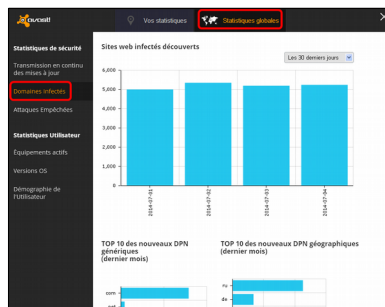 avast!
Vos statistiques
Statistiques globales
Statistiques de sécurité
Transmission en continu
des mises à jour
Domaines Infectés
Attaques Empêchées
Statistiques Utilisateur
Équipements actifs
Versions OS
Démographie de
l'Utilisateur
Sites web infectés découverts
Les 30 derniers jours
6,000
5,000
4,000
3,000
2,000
1,000
0
2014-07-01
2014-07-02
2014-07-03
2014-07-04
TOP 10 des nouveaux DPN
génériques
(dernier mois)
com
net
TOP 10 des nouveaux DPN géographiques
(dernier mois)
ru
de